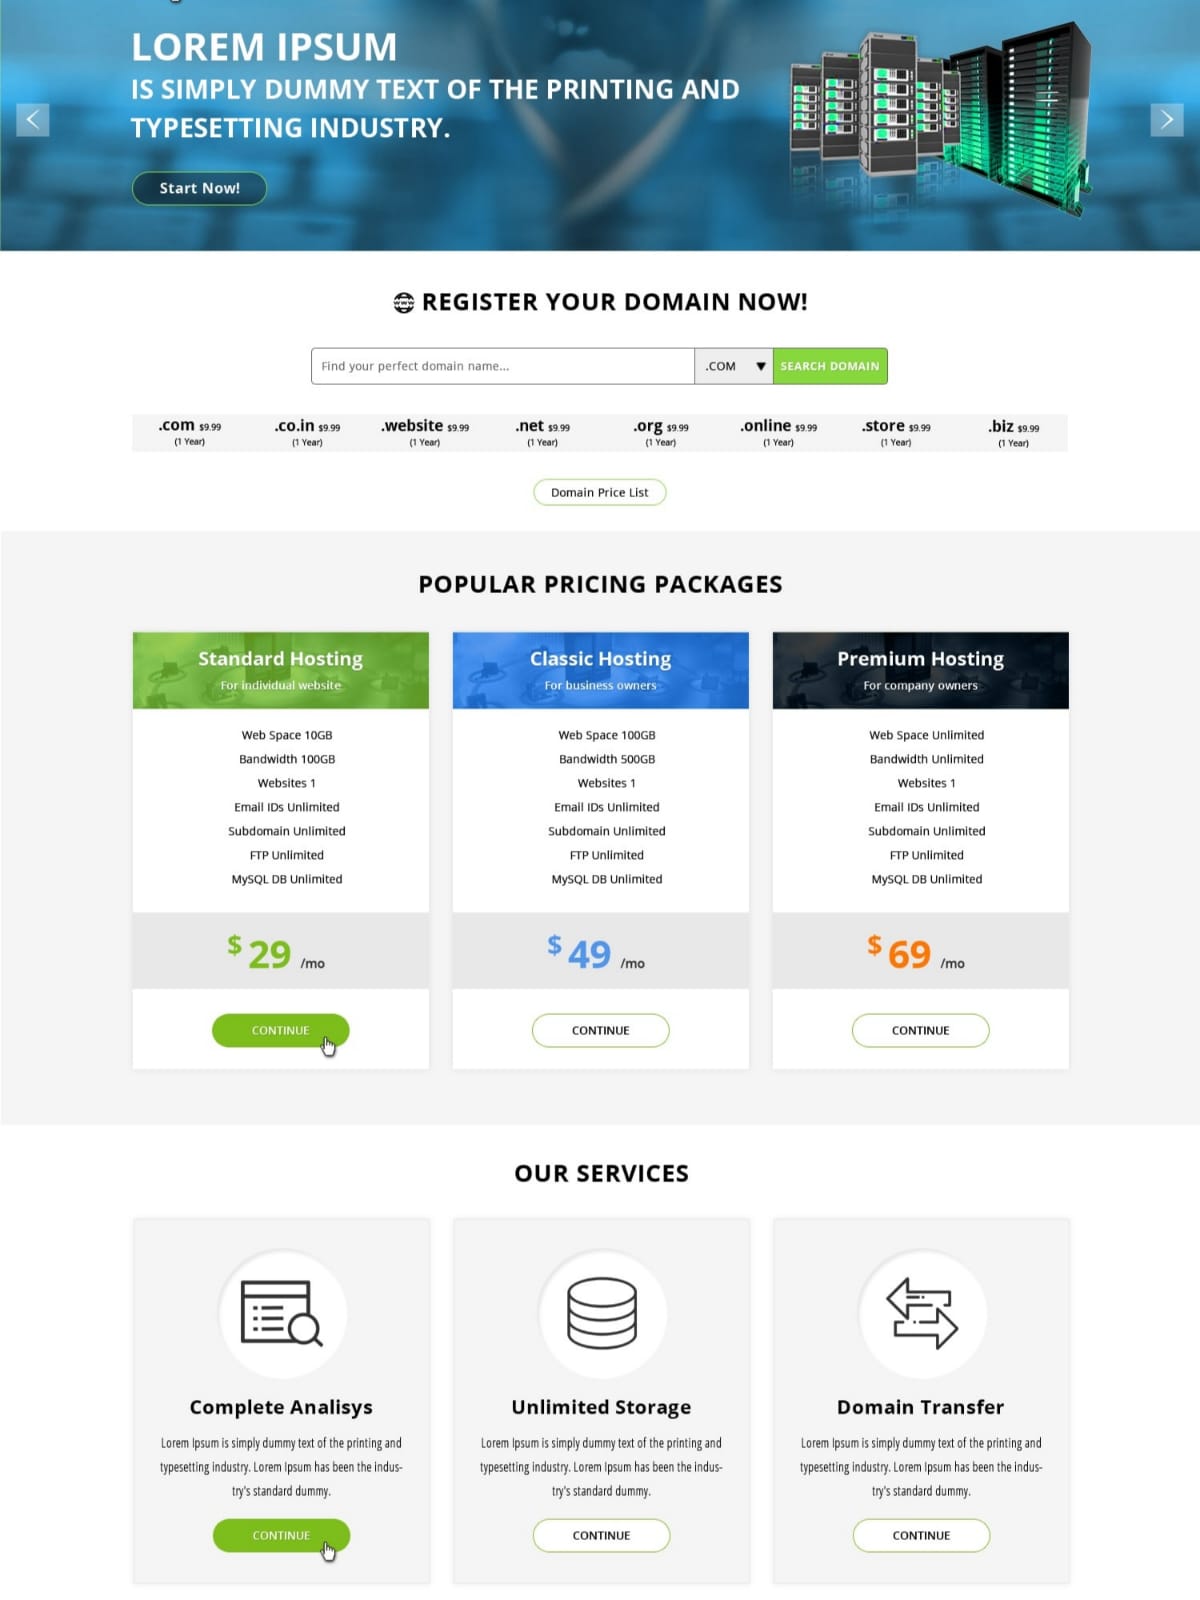 LOREM IPSUM
IS SIMPLY DUMMY TEXT OF THE PRINTING AND
TYPESETTING INDUSTRY.
Start Now!
REGISTER YOUR DOMAIN NOW!
Find your perfect domain name...
.COM
SEARCH DOMAIN
.com $9.99
(1 Year)
.co.in $9.99
(1 Year)
.website $9.99
(1 Year)
.net $9.99
(1 Year)
.org $9.99
(1 Year)
.online $9.99
(1 Year)
.store $9.99
(1 Year)
.biz $9.99
(1 Year)
Domain Price List
POPULAR PRICING PACKAGES
Standard Hosting
For individual website
Web Space 10GB
Bandwidth 100GB
Websites 1
Email IDs Unlimited
Subdomain Unlimited
FTP Unlimited
MySQL DB Unlimited
$ 29 /mo
CONTINUE
Classic Hosting
For business owners
Web Space 100GB
Bandwidth 500GB
Websites 1
Email IDs Unlimited
Subdomain Unlimited
FTP Unlimited
MySQL DB Unlimited
$ 49 /mo
CONTINUE
Premium Hosting
For company owners
Web Space Unlimited
Bandwidth Unlimited
Websites 1
Email IDs Unlimited
Subdomain Unlimited
FTP Unlimited
MySQL DB Unlimited
$ 69 /mo
CONTINUE
OUR SERVICES
Complete Analisys
Lorem Ipsum is simply dummy text of the printing and
typesetting industry. Lorem Ipsum has been the indus-
try's standard dummy.
CONTINUE
Unlimited Storage
Lorem Ipsum is simply dummy text of the printing and
typesetting industry. Lorem Ipsum has been the indus-
try's standard dummy.
CONTINUE
Domain Transfer
Lorem Ipsum is simply dummy text of the printing and
typesetting industry. Lorem Ipsum has been the indus-
try's standard dummy.
CONTINUE